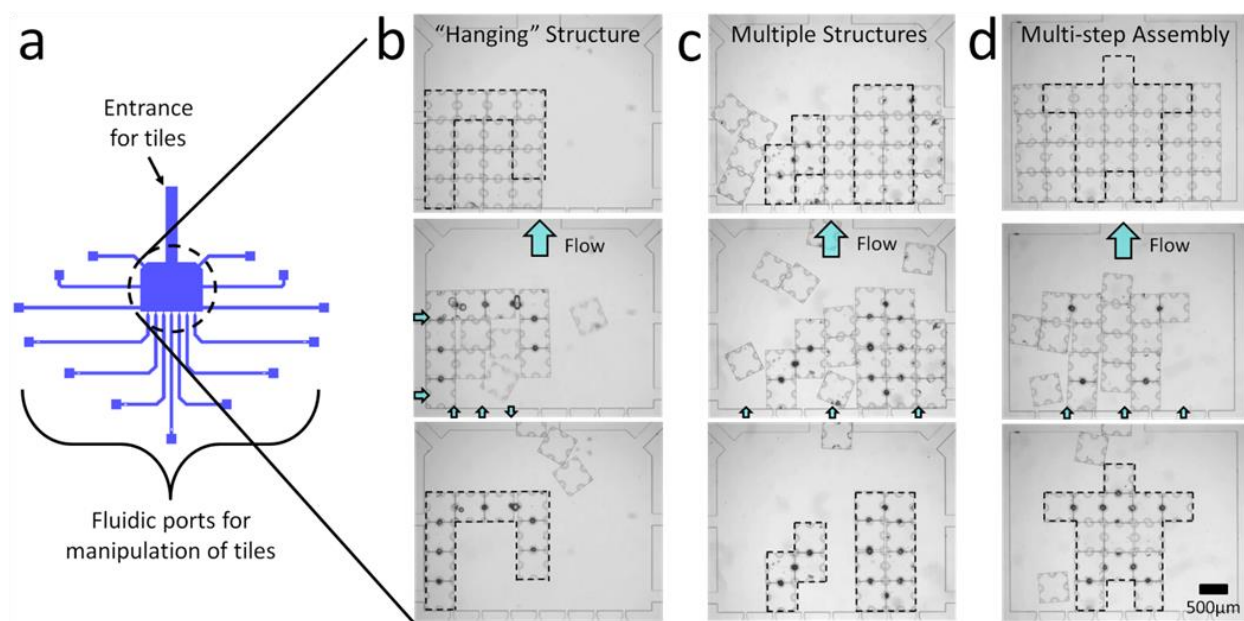 a
Entrance
for tiles
Fluidic ports for
manipulation of tiles
b
“Hanging” Structure
Flow
c
Multiple Structures
Flow
d
Multi-step Assembly
Flow
500µm